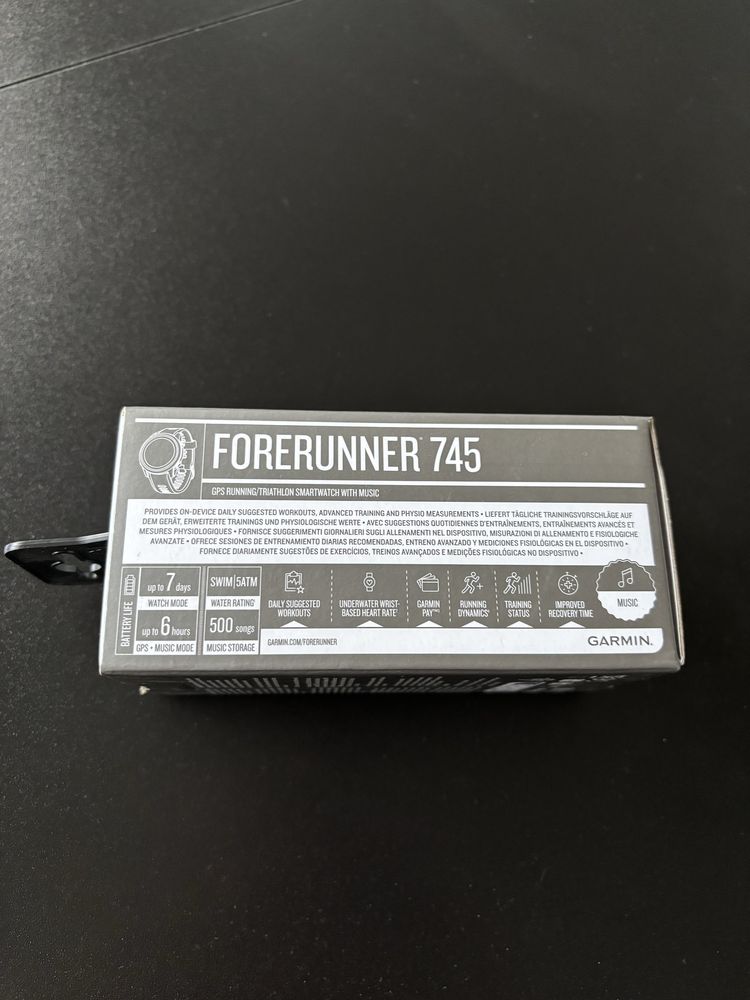 FORERUNNER™ 745
GPS RUNNING/TRIATHLON SMARTWATCH WITH MUSIC
PROVIDES ON-DEVICE DAILY SUGGESTED WORKOUTS, ADVANCED TRAINING AND PHYSIO MEASUREMENTS • LIEFERT TÄGLICHE TRAININGSVORSCHLÄGE AUF
DEM GERÄT, ERWEITERTE TRAININGS UND PHYSIOLOGISCHE WERTE • AVEC SUGGESTIONS QUOTIDIENNES D'ENTRAÎNEMENTS, ENTRAÎNEMENTS AVANCÉS ET
MESURES PHYSIOLOGIQUES • FORNISCE SUGGERIMENTI GIORNALIERI SUGLI ALLENAMENTI NEL DISPOSITIVO, MISURAZIONI DI ALLENAMENTO E FISIOLOGICHE
AVANZATE • OFRECE SESIONES DE ENTRENAMIENTO DIARIAS RECOMENDADAS, ENTRENO AVANZADO Y MEDICIONES FISIOLÓGICAS EN EL DISPOSITIVO •
FORNECE DIARIAMENTE SUGESTÕES DE EXERCÍCIOS, TREINOS AVANÇADOS E MEDIÇÕES FISIOLÓGICAS NO DISPOSITIVO •
BATTERY LIFE
up to 7 days
WATCH MODE
up to 6 hours
GPS + MUSIC MODE
SWIM|5ATM
WATER RATING
500 songs
MUSIC STORAGE
DAILY SUGGESTED
WORKOUTS
UNDERWATER WRIST-
BASED HEART RATE
GARMIN
PAY
RUNNING
DYNAMICS
TRAINING
STATUS
IMPROVED
RECOVERY TIME
MUSIC
GARMIN.COM/FORERUNNER
GARMIN.